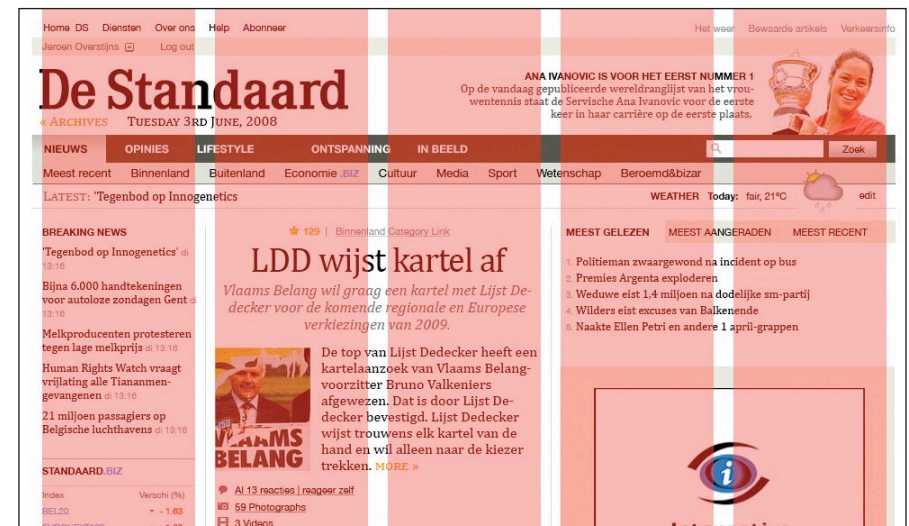 Home DS Diensten Over ons Help Abonneer
Het weer Bewaarde artikels Verkeersinfo
Jeroen Overstijns Log out
De Standaard
« ARCHIVES TUESDAY 3RD JUNE, 2008
ANA IVANOVIC IS VOOR HET EERST NUMMER 1
Op de vandaag gepubliceerde wereldranglijst van het vrou-
wentennis staat de Servische Ana Ivanovic voor de eerste
keer in haar carrière op de eerste plaats.
NIEUWS OPINIES LIFESTYLE ONTSPANNING IN BEELD
Zoek
Meest recent Binnenland Buitenland Economie .BIZ Cultuur Media Sport Wetenschap Beroemd&bizar
LATEST: 'Tegenbod op Innogenetics
WEATHER Today: fair, 21°C
edit
BREAKING NEWS
'Tegenbod op Innogenetics' di
13:16
Bijna 6.000 handtekeningen
voor autoloze zondagen Gent di
13:16
Melkproducenten protesteren
tegen lage melkprijs di 13:16
Human Rights Watch vraagt
vrijlating alle Tiananmen-
gevangenen di 13:16
21 miljoen passagiers op
Belgische luchthavens di 13:16
STANDAARD.BIZ
Index Verschi (%)
BEL20 - 1.63
129 | Binnenland Category Link
LDD wijst kartel af
Vlaams Belang wil graag een kartel met Lijst De-
decker voor de komende regionale en Europese
verkiezingen van 2009.
VLAAMS
BELANG
De top van Lijst Dedecker heeft een
kartelaanzoek van Vlaams Belang-
voorzitter Bruno Valkeniers
afgewezen. Dat is door Lijst De-
decker bevestigd. Lijst Dedecker
wijst trouwens elk kartel van de
hand en wil alleen naar de kiezer
trekken. MORE »
Al 13 reacties | reageer zelf
59 Photographs
3 Videos
MEEST GELEZEN MEEST AANGERADEN MEEST RECENT
1. Politieman zwaargewond na incident op bus
2. Premies Argenta exploderen
3. Weduwe eist 1,4 miljoen na dodelijke sm-partij
4. Wilders eist excuses van Balkenende
5. Naakte Ellen Petri en andere 1 april-grappen
i